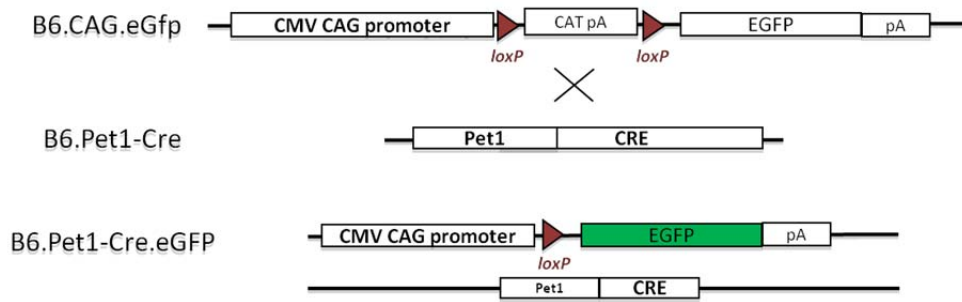 B6.CAG.eGfp CMV CAG promoter CAT pA EGFP pA
loxP loxP
B6.Pet1-Cre Pet1 CRE
B6.Pet1-Cre.eGFP CMV CAG promoter EGFP pA
loxP
Pet1 CRE